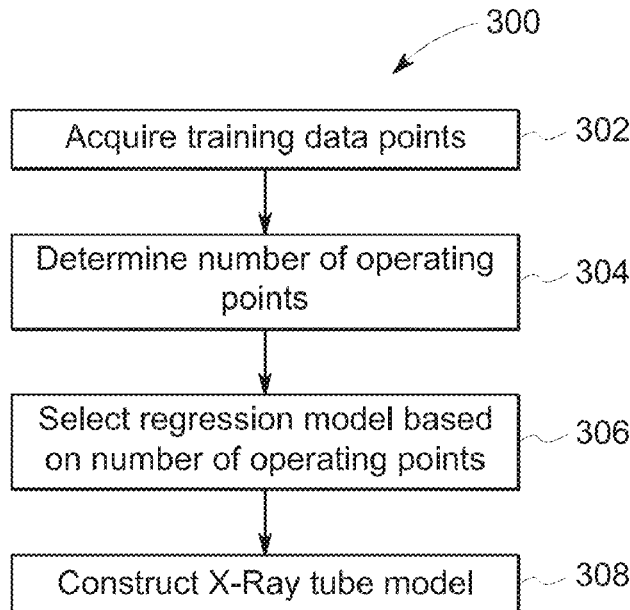 300
Acquire training data points
302
Determine number of operating
points
304
Select regression model based
on number of operating points
306
Construct X-Ray tube model
308